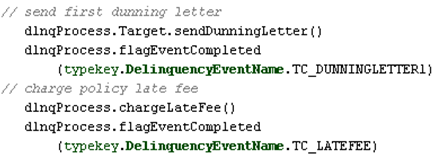 // send first dunning letter
dlnqProcess.Target.sendDunningLetter()
dlnqProcess.flagEventCompleted
(typekey.DelinquencyEventName.TC_DUNNINGLETTER1)
// charge policy late fee
dlnqProcess.chargeLateFee()
dlnqProcess.flagEventCompleted
(typekey.DelinquencyEventName.TC_LATEFEE)